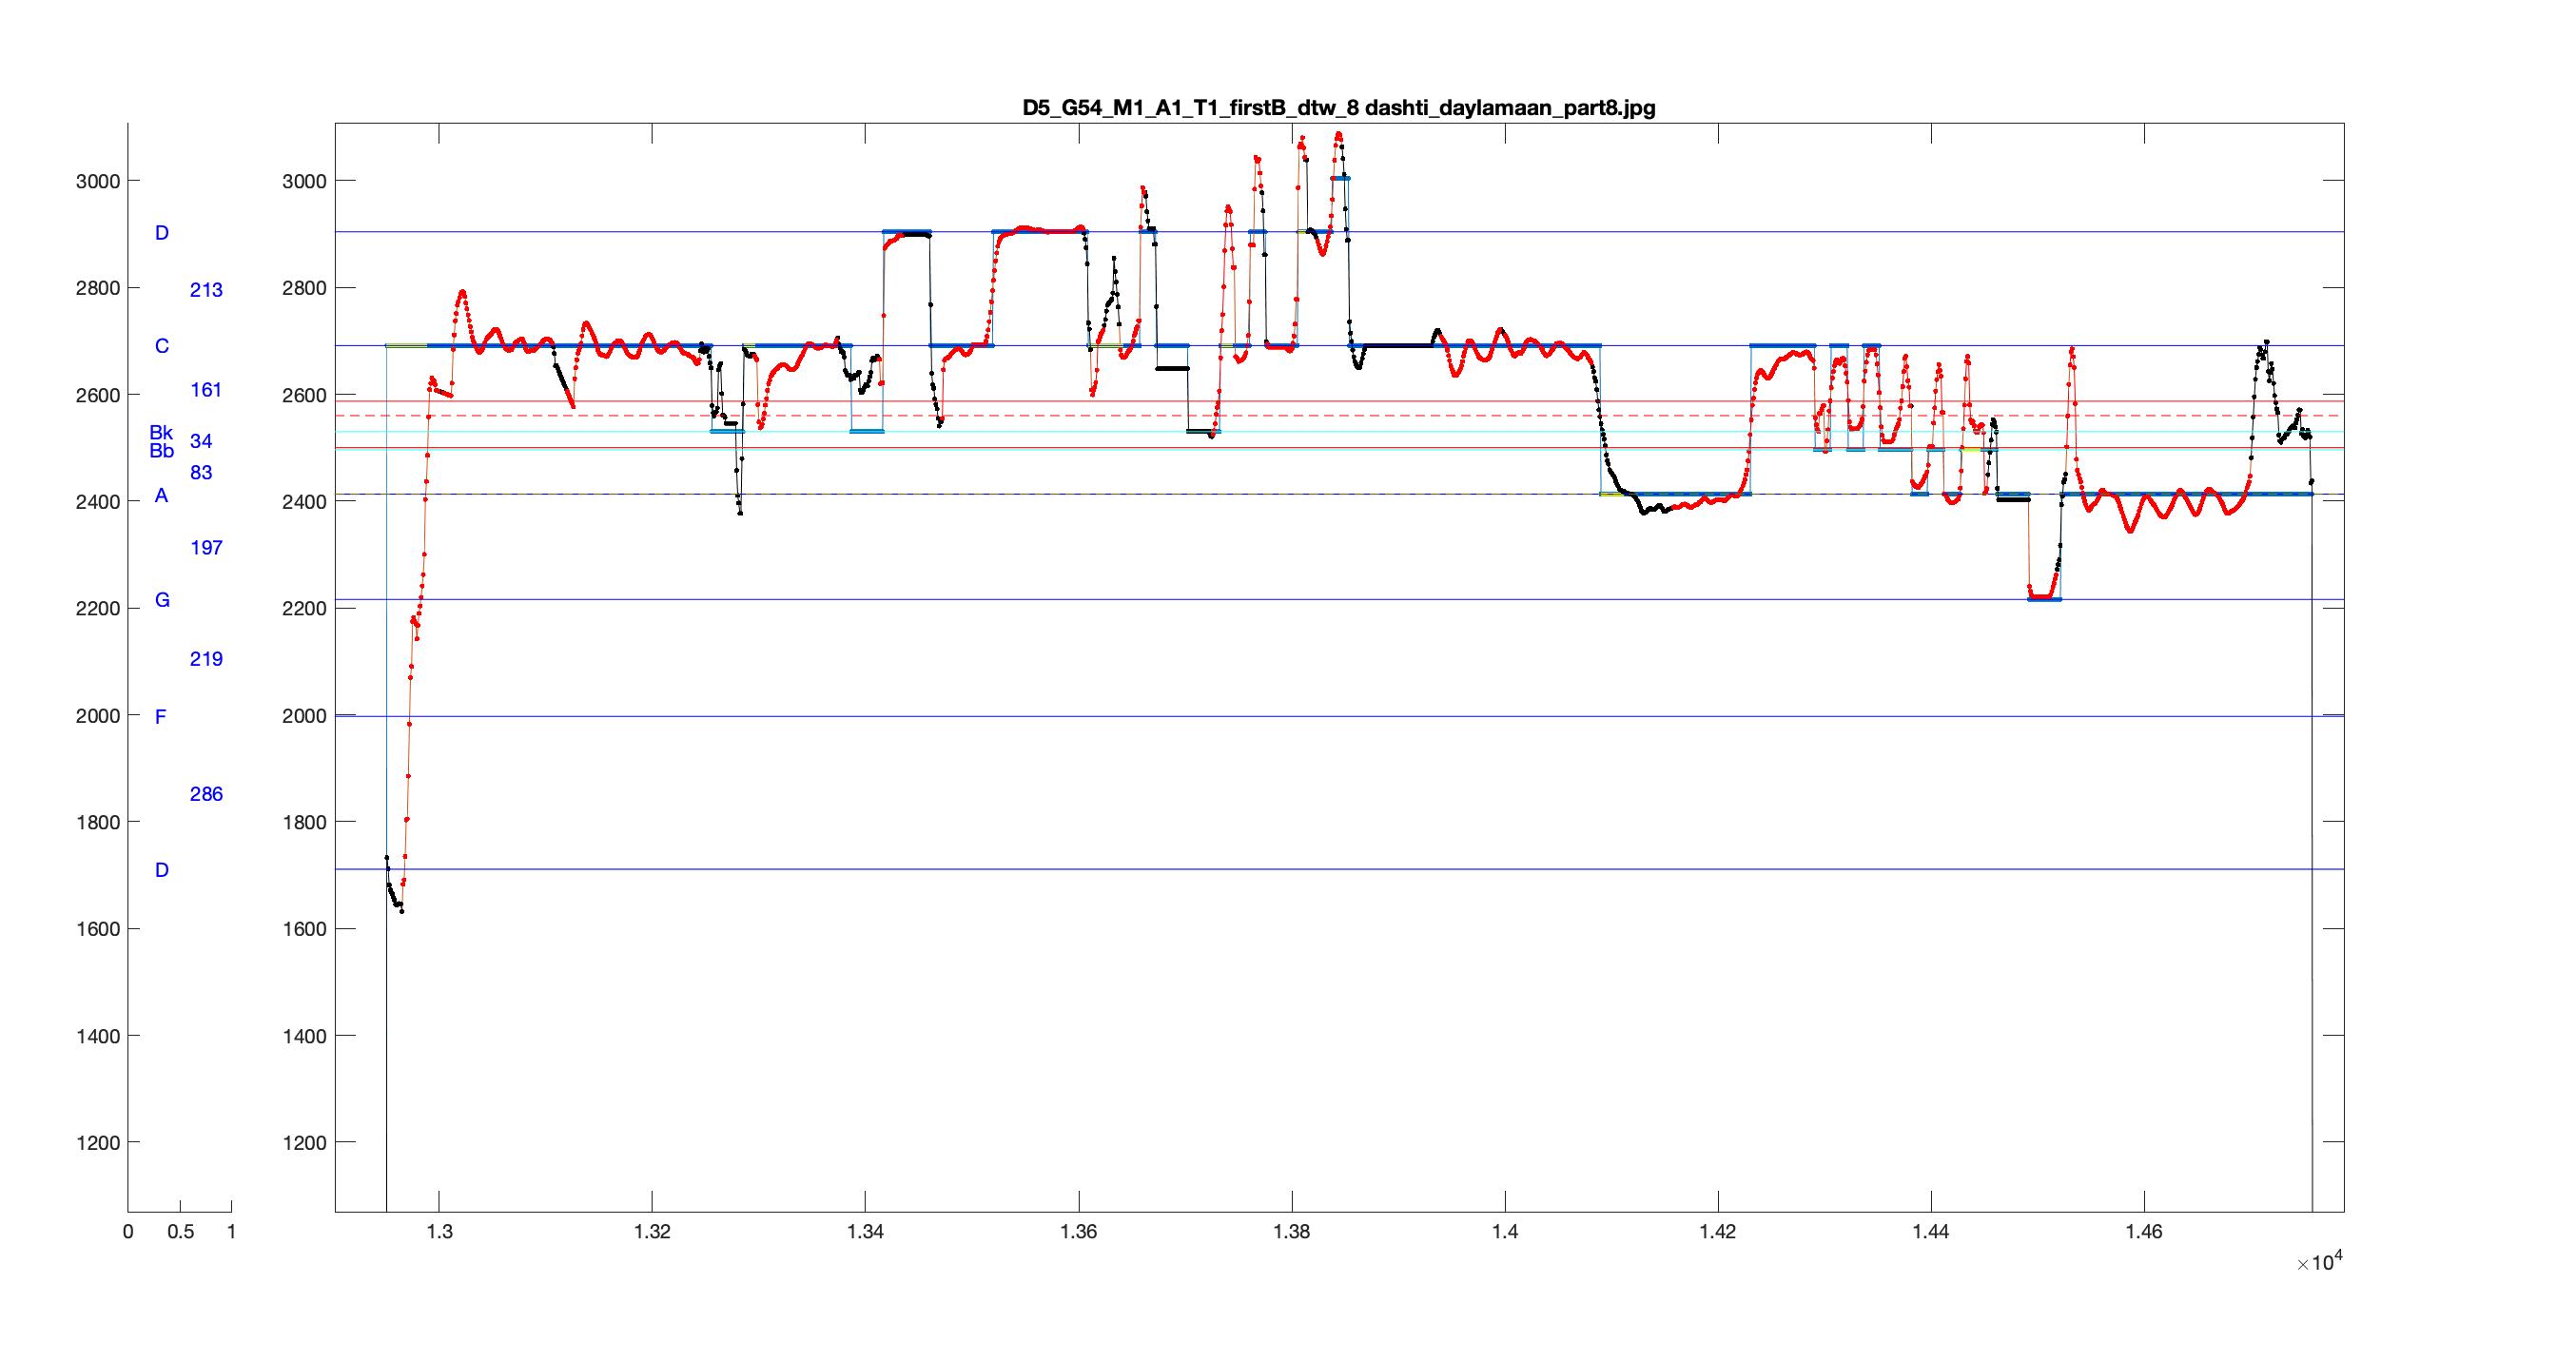 D5_G54_M1_A1_T1_firstB_dtw_8 dashti_daylamaan_part8.jpg
3000 3000
D
2800 213 2800
C
2600 161 2600
Bk 34
Bb
83
2400 A 2400
197
2200 G 2200
219
2000 F 2000
286
1800 1800
D
1600 1600
1400 1400
1200 1200
0 0.5 1 1.3 1.32 1.34 1.36 1.38 1.4 1.42 1.44 1.46
×10⁴